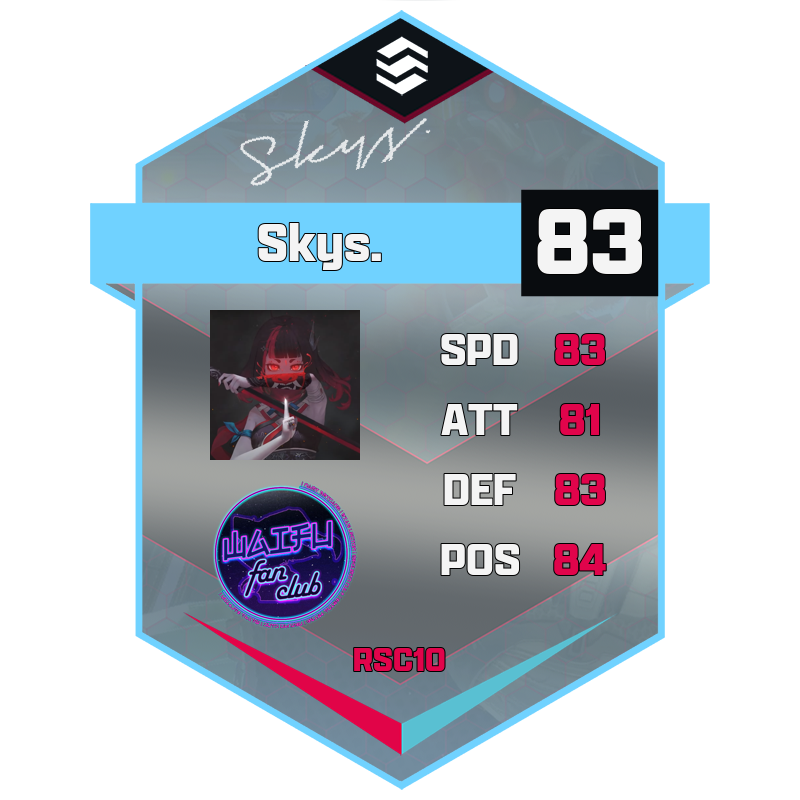 Skys.
Skys.
83
SPD 83
ATT 81
DEF 83
POS 84
WAIFU
fan
club
RSC10